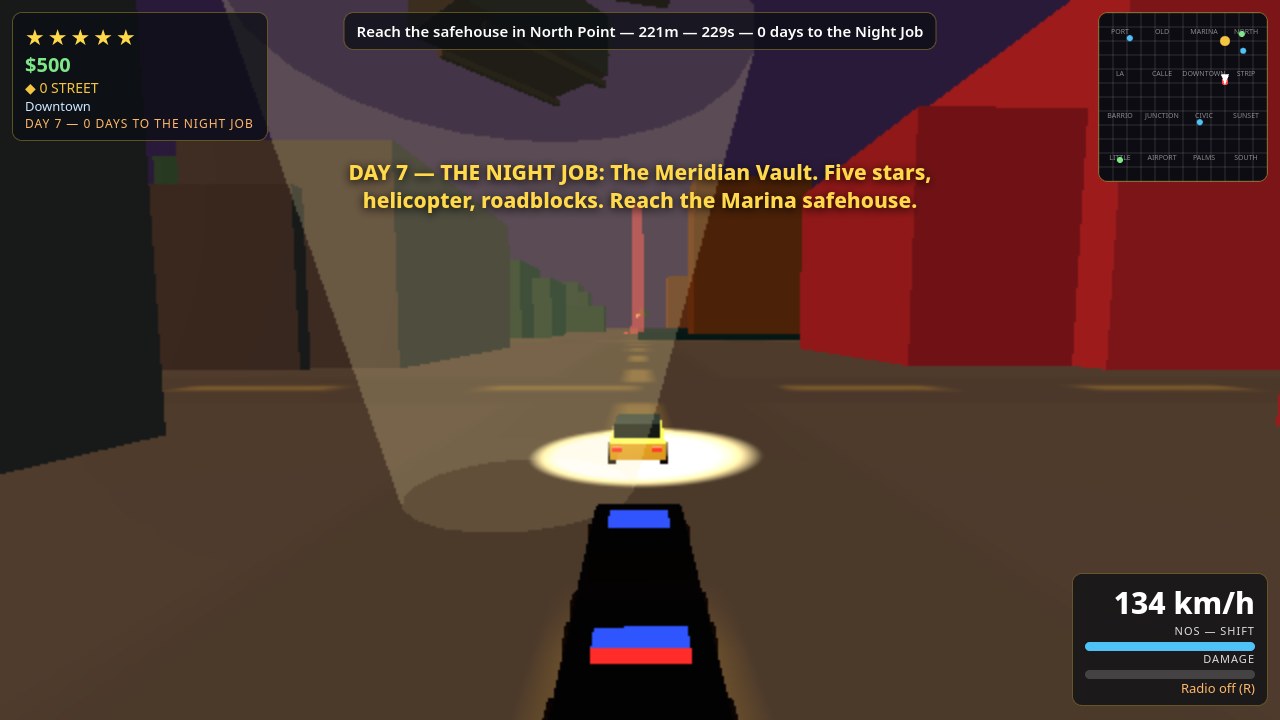 ★ ★ ★ ★ ★
$500
◆ 0 STREET
Downtown
DAY 7 — 0 DAYS TO THE NIGHT JOB
Reach the safehouse in North Point — 221m — 229s — 0 days to the Night Job
DAY 7 — THE NIGHT JOB: The Meridian Vault. Five stars,
helicopter, roadblocks. Reach the Marina safehouse.
PORT OLD MARINA NORTH
LA CALLE DOWNTOWN STRIP
BARRIO JUNCTION CIVIC SUNSET
LITTLE AIRPORT PALMS SOUTH
134 km/h
NOS — SHIFT
DAMAGE
Radio off (R)